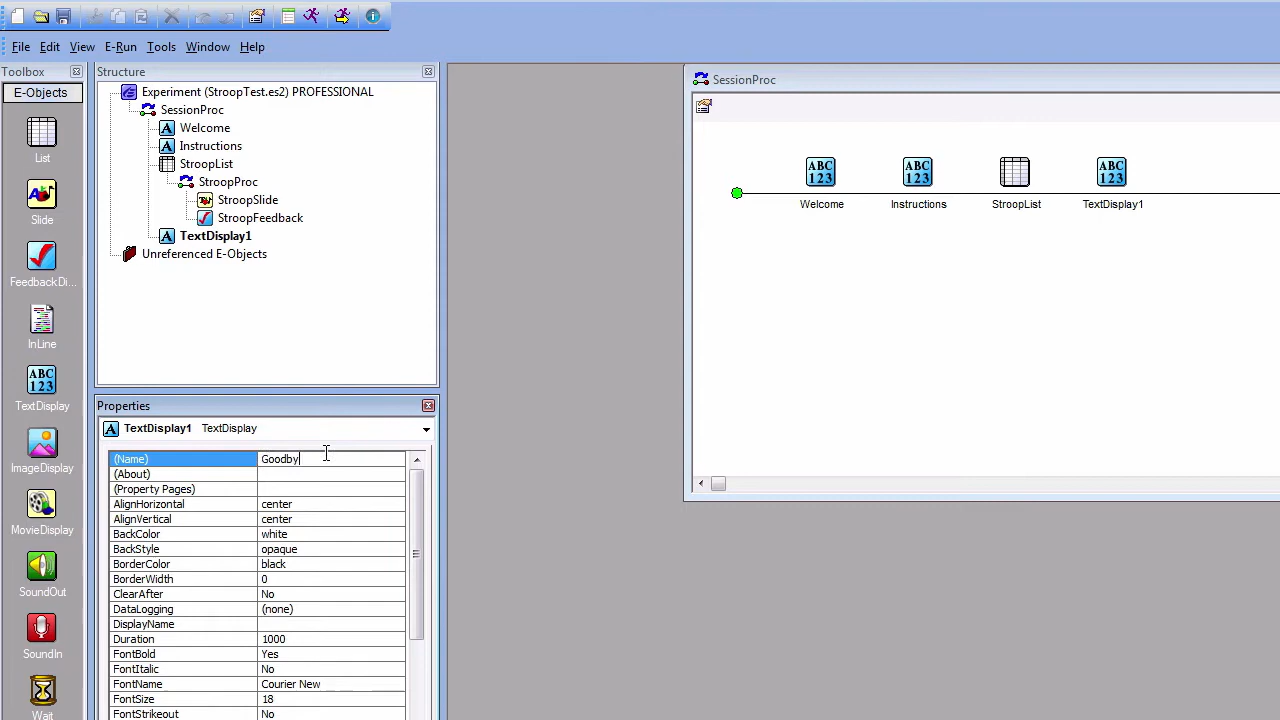 File Edit View E-Run Tools Window Help
Toolbox
E-Objects
List
Slide
FeedbackDi...
InLine
ABC
123
TextDisplay
ImageDisplay
MovieDisplay
SoundOut
SoundIn
Wait
Structure
Experiment (StroopTest.es2) PROFESSIONAL
SessionProc
A Welcome
A Instructions
StroopList
StroopProc
StroopSlide
StroopFeedback
A TextDisplay1
Unreferenced E-Objects
Properties
A TextDisplay1 TextDisplay
(Name) Goodby
(About)
(Property Pages)
AlignHorizontal center
AlignVertical center
BackColor white
BackStyle opaque
BorderColor black
BorderWidth 0
ClearAfter No
DataLogging (none)
DisplayName
Duration 1000
FontBold Yes
FontItalic No
FontName Courier New
FontSize 18
FontStrikeout No
SessionProc
ABC
123
ABC
123
ABC
123
Welcome Instructions StroopList TextDisplay1